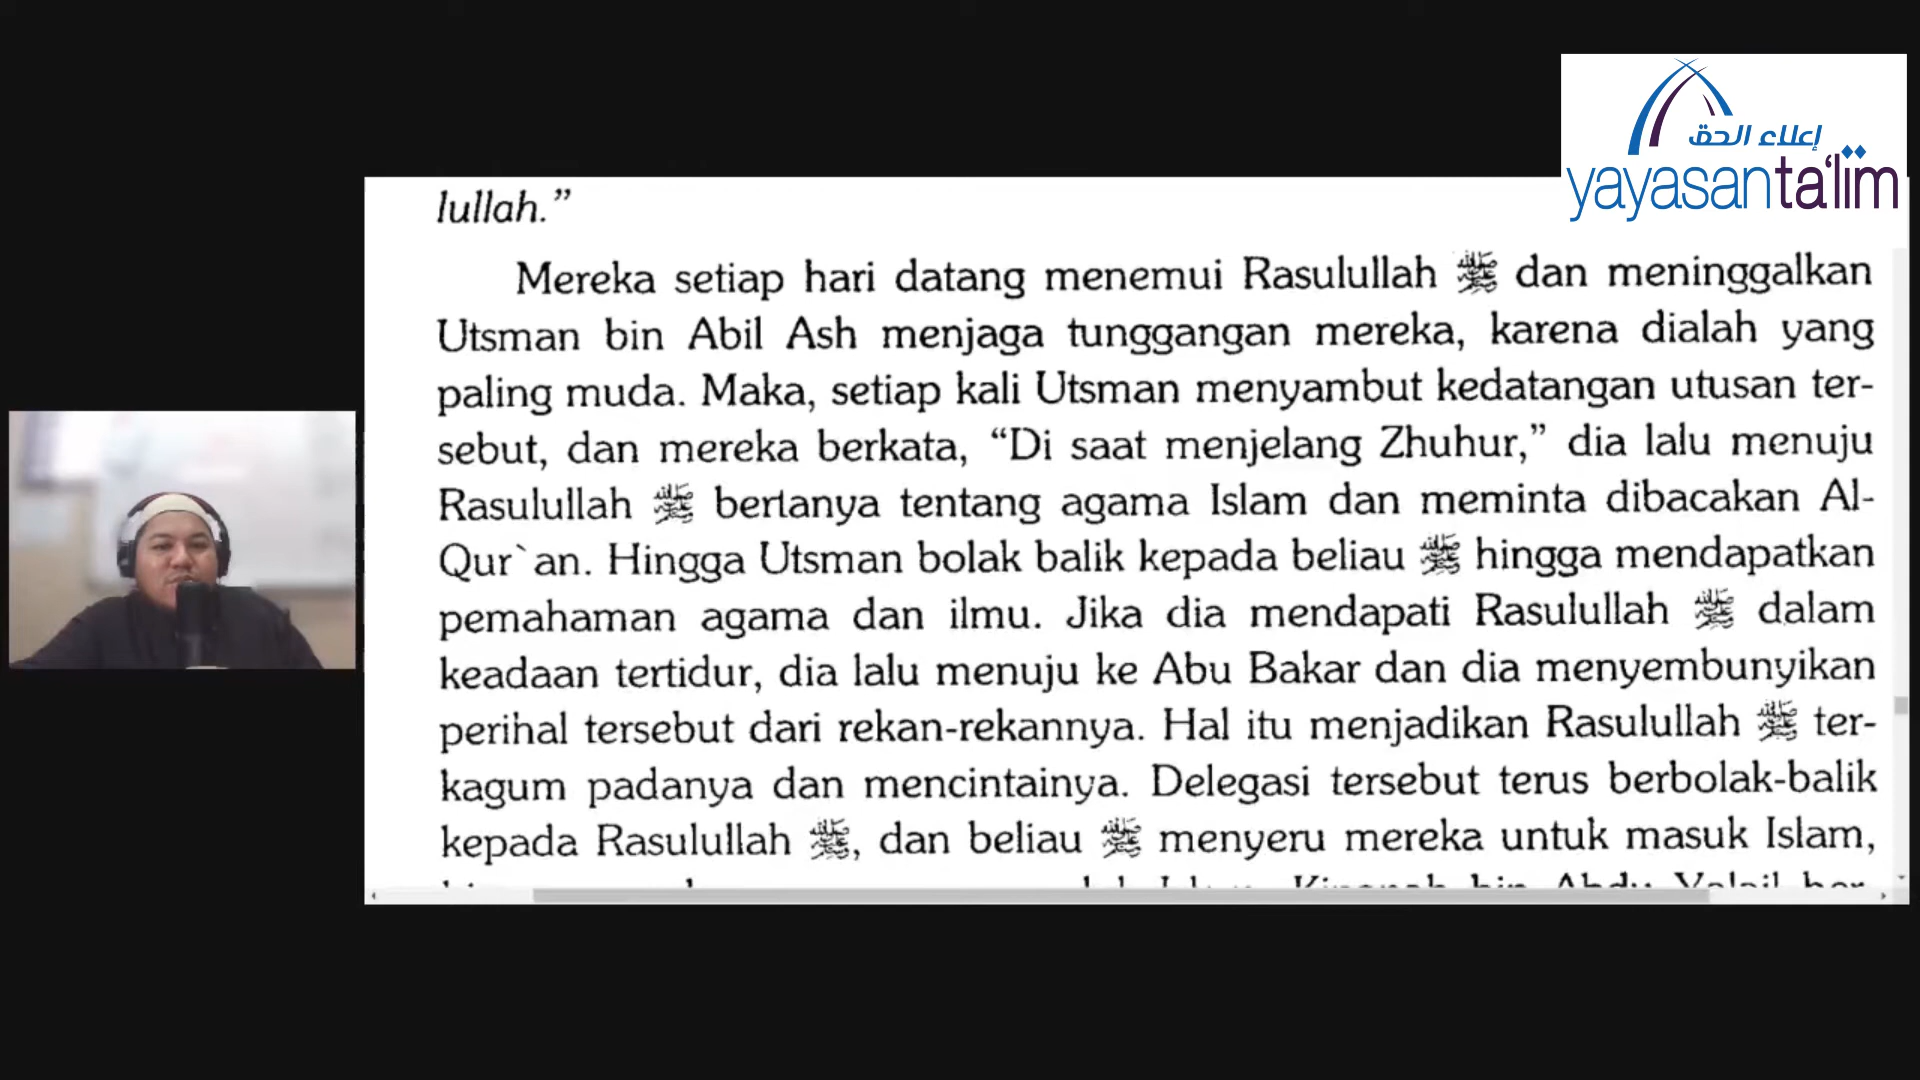 إعلاء الحق
yayasanta'lim
lullah.”
Mereka setiap hari datang menemui Rasulullah ﷺ dan meninggalkan
Utsman bin Abil Ash menjaga tunggangan mereka, karena dialah yang
paling muda. Maka, setiap kali Utsman menyambut kedatangan utusan ter-
sebut, dan mereka berkata, “Di saat menjelang Zhuhur,” dia lalu menuju
Rasulullah ﷺ bertanya tentang agama Islam dan meminta dibacakan Al-
Qur`an. Hingga Utsman bolak balik kepada beliau ﷺ hingga mendapatkan
pemahaman agama dan ilmu. Jika dia mendapati Rasulullah ﷺ dalam
keadaan tertidur, dia lalu menuju ke Abu Bakar dan dia menyembunyikan
perihal tersebut dari rekan-rekannya. Hal itu menjadikan Rasulullah ﷺ ter-
kagum padanya dan mencintainya. Delegasi tersebut terus berbolak-balik
kepada Rasulullah ﷺ, dan beliau ﷺ menyeru mereka untuk masuk Islam,
Kinanah bin Abdu Yalail ber-